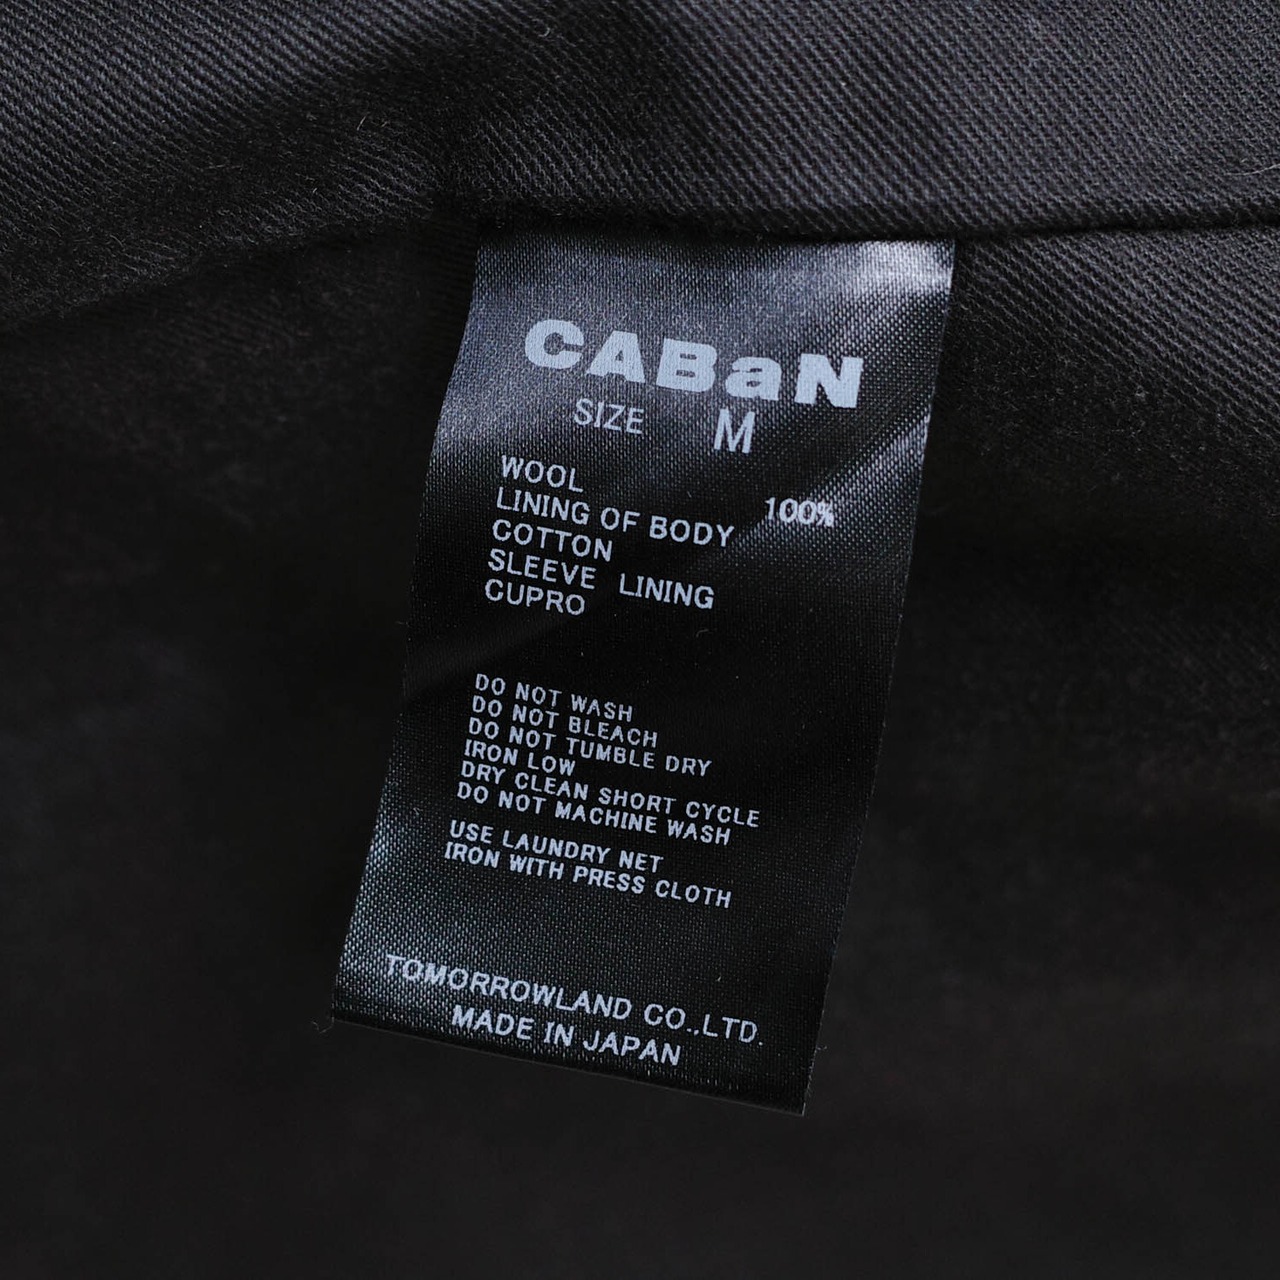 CABaN
SIZE M
WOOL 100%
LINING OF BODY
COTTON
SLEEVE LINING
CUPRO
DO NOT WASH
DO NOT BLEACH
DO NOT TUMBLE DRY
IRON LOW
DRY CLEAN SHORT CYCLE
DO NOT MACHINE WASH
USE LAUNDRY NET
IRON WITH PRESS CLOTH
TOMORROWLAND CO.,LTD.
MADE IN JAPAN